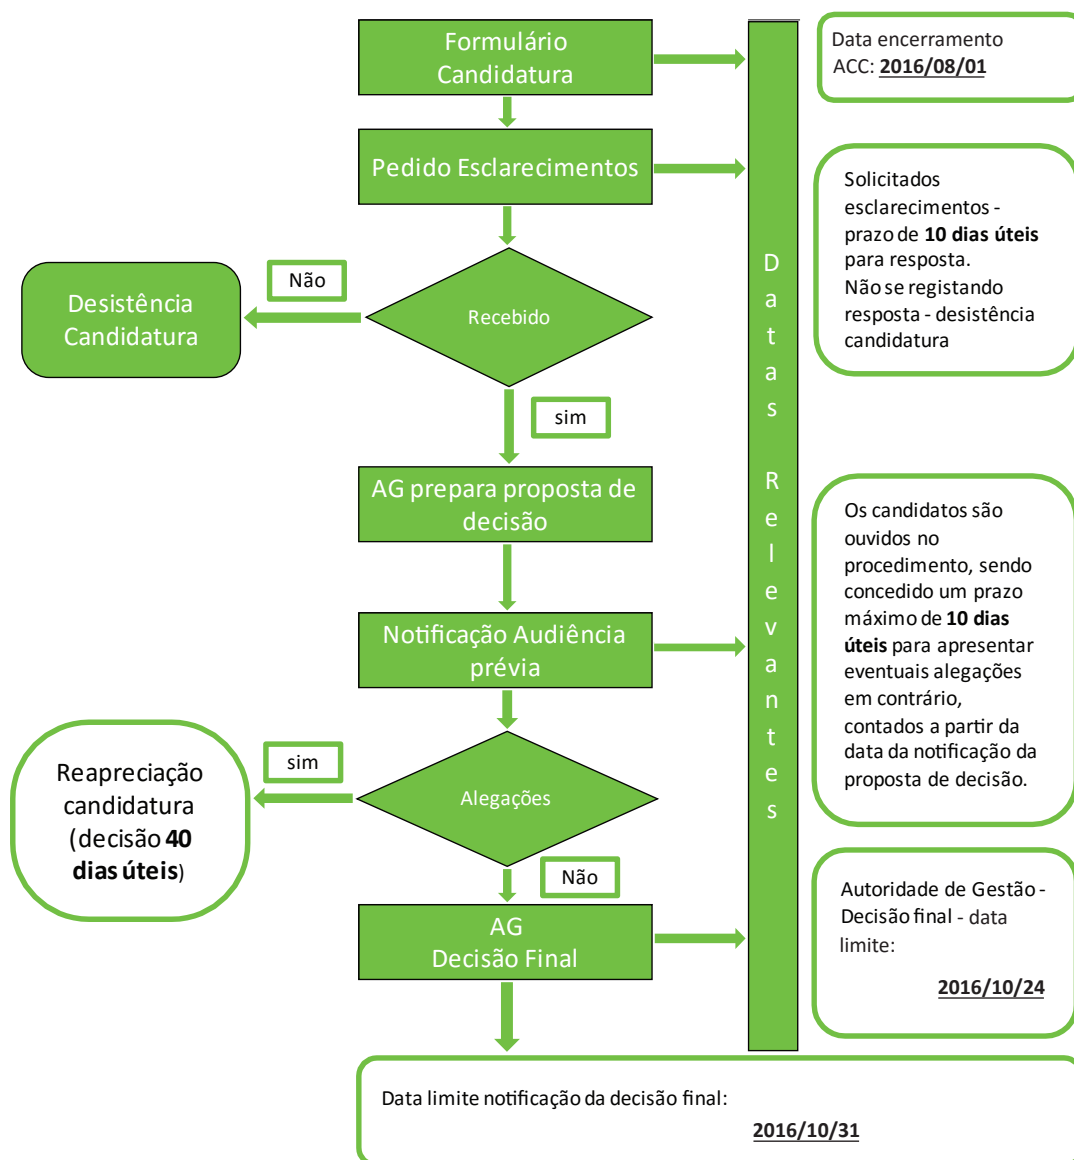 Formulário
Candidatura
Data encerramento
ACC: 2016/08/01
Pedido Esclarecimentos
Solicitados
esclarecimentos -
prazo de 10 dias úteis
para resposta.
Não se registando
resposta - desistência
candidatura
Não
Desistência
Candidatura
Recebido
sim
Datas Relevantes
AG prepara proposta de
decisão
Os candidatos são
ouvidos no
procedimento, sendo
concedido um prazo
máximo de 10 dias
úteis para apresentar
eventuais alegações
em contrário,
contados a partir da
data da notificação da
proposta de decisão.
Notificação Audiência
prévia
sim
Reapreciação
candidatura
(decisão 40
dias úteis)
Alegações
Não
AG
Decisão Final
Autoridade de Gestão -
Decisão final - data
limite:
2016/10/24
Data limite notificação da decisão final:
2016/10/31